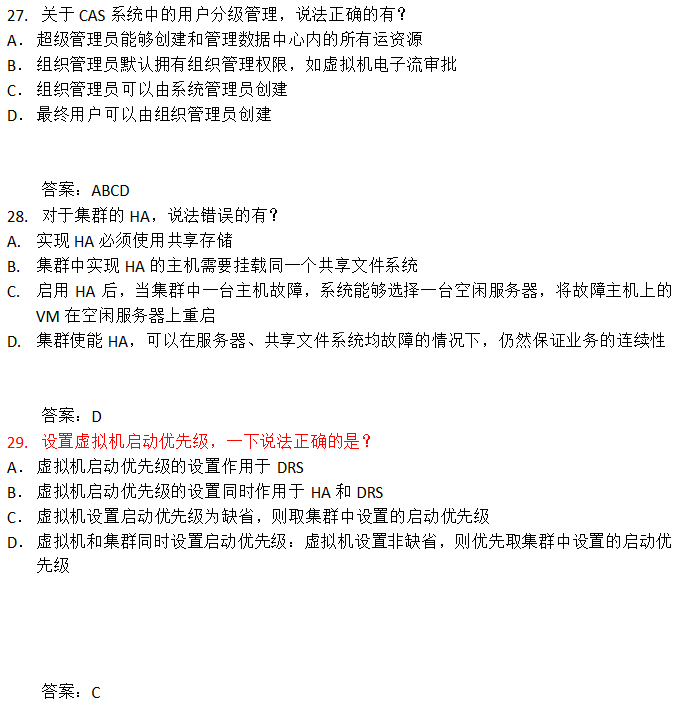 27. 关于 CAS 系统中的用户分级管理，说法正确的有？
A. 超级管理员能够创建和管理数据中心内的所有运资源
B. 组织管理员默认拥有组织管理权限，如虚拟机电子流审批
C. 组织管理员可以由系统管理员创建
D. 最终用户可以由组织管理员创建
答案：ABCD
28. 对于集群的 HA，说法错误的有？
A. 实现 HA 必须使用共享存储
B. 集群中实现 HA 的主机需要挂载同一个共享文件系统
C. 启用 HA 后，当集群中一台主机故障，系统能够选择一台空闲服务器，将故障主机上的
VM 在空闲服务器上重启
D. 集群使能 HA，可以在服务器、共享文件系统均故障的情况下，仍然保证业务的连续性
答案：D
29. 设置虚拟机启动优先级，一下说法正确的是？
A. 虚拟机启动优先级的设置作用于 DRS
B. 虚拟机启动优先级的设置同时作用于 HA 和 DRS
C. 虚拟机设置启动优先级为缺省，则取集群中设置的启动优先级
D. 虚拟机和集群同时设置启动优先级：虚拟机设置非缺省，则优先取集群中设置的启动优
先级
答案：C